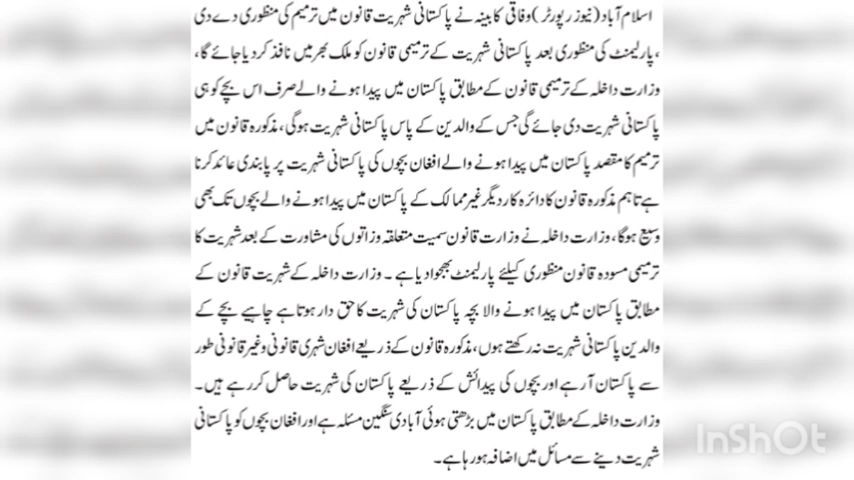 اسلام آباد (نیوز رپورٹر) وفاقی کابینہ نے پاکستانی شہریت قانون میں ترمیم کی منظوری دے دی
، پارلیمنٹ کی منظوری بعد پاکستانی شہریت کے ترمیمی قانون کو ملک بھر میں نافذ کر دیا جائے گا،
وزارت داخلہ کے ترمیمی قانون کے مطابق پاکستان میں پیدا ہونے والے صرف اس بچے کو ہی
پاکستانی شہریت دی جائے گی جس کے والدین کے پاس پاکستانی شہریت ہوگی، مذکورہ قانون میں
ترمیم کا مقصد پاکستان میں پیدا ہونے والے افغان بچوں کی پاکستانی شہریت پر پابندی عائد کرنا
ہے تاہم مذکورہ قانون کا دائرہ کار دیگر غیر ممالک کے پاکستان میں پیدا ہونے والے بچوں تک بھی
وسیع ہوگا، وزارت داخلہ نے وزارت قانون سمیت متعلقہ وزاتوں کی مشاورت کے بعد شہریت کا
ترمیمی مسودہ قانون منظوری کیلئے پارلیمنٹ بھجوا دیا ہے ۔ وزارت داخلہ کے شہریت قانون کے
مطابق پاکستان میں پیدا ہونے والا بچہ پاکستان کی شہریت کا حق دار ہوتا ہے چاہیے بچے کے
والدین پاکستانی شہریت نہ رکھتے ہوں، مذکورہ قانون کے ذریعے افغان شہری قانونی وغیر قانونی طور
سے پاکستان آرہے اور بچوں کی پیدائش کے ذریعے پاکستان کی شہریت حاصل کر رہے ہیں۔
وزارت داخلہ کے مطابق پاکستان میں بڑھتی ہوئی آبادی سنگین مسئلہ ہے اور افغان بچوں کو پاکستانی
شہریت دینے سے مسائل میں اضافہ ہو رہا ہے۔
InShOt